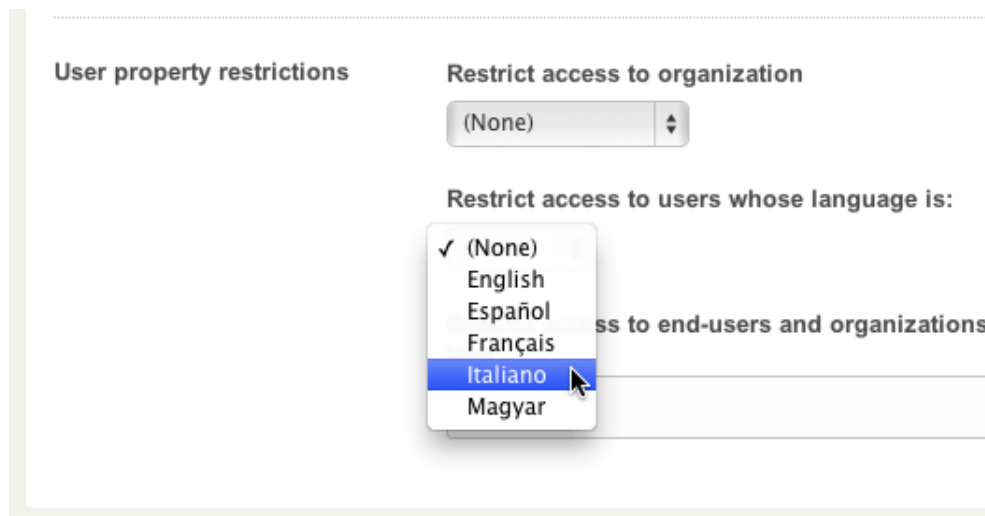 User property restrictions
Restrict access to organization
(None)
Restrict access to users whose language is:
✓ (None)
English
Español
Français
Italiano
Magyar
ss to end-users and organizations